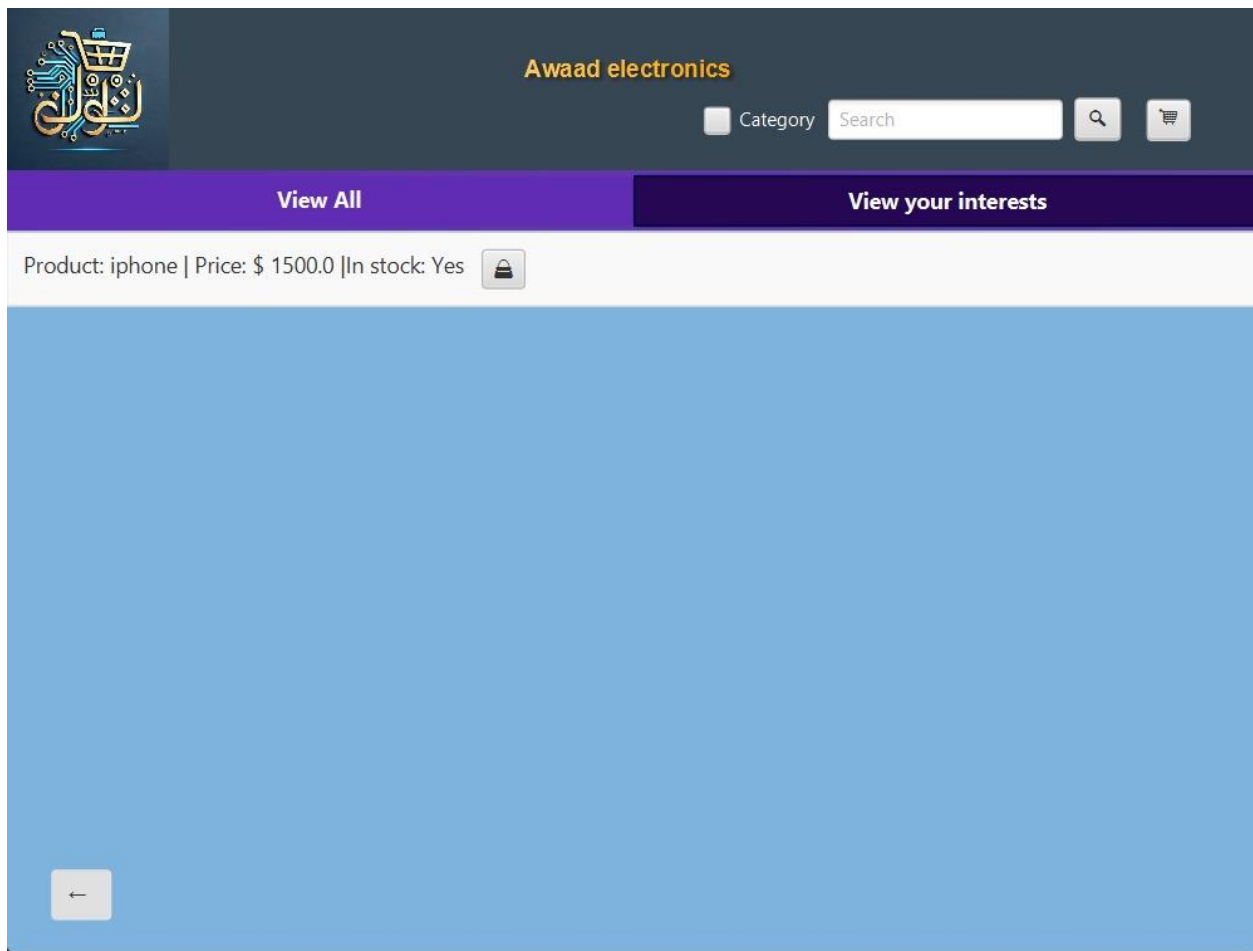 Awaad electronics
Category Search
View All View your interests
Product: iphone | Price: $ 1500.0 |In stock: Yes
←